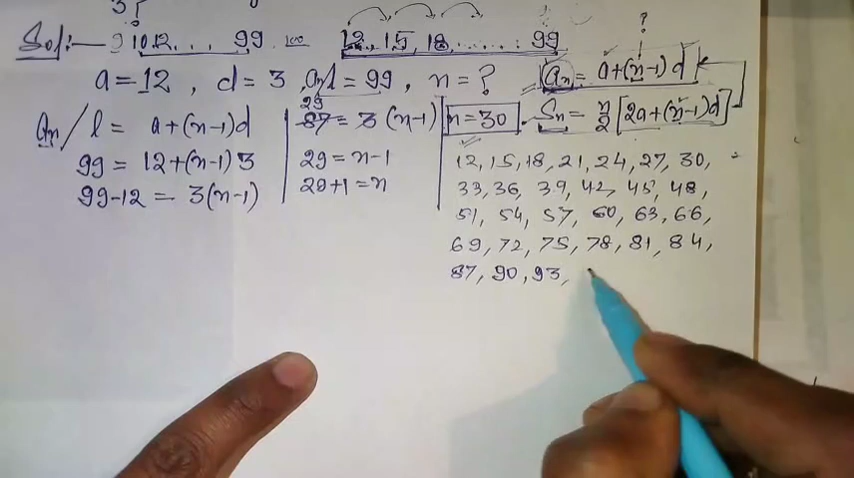 3?
Sol:— 9 10 12 . . . 99 100 12, 15, 18, . . . . . : 99 ?
a = 12 , d = 3 , an/l = 99 , n = ? an = a+(n-1)d
an/l = a+(n-1)d
99 = 12+(n-1)3
99-12 = 3(n-1)
29
87 = 3(n-1)
29 = n-1
29+1 = n
n=30 . Sn = n/2 [2a+(n-1)d]
12, 15, 18, 21, 24, 27, 30,
33, 36, 39, 42, 45, 48,
51, 54, 57, 60, 63, 66,
69, 72, 75, 78, 81, 84,
87, 90, 93,